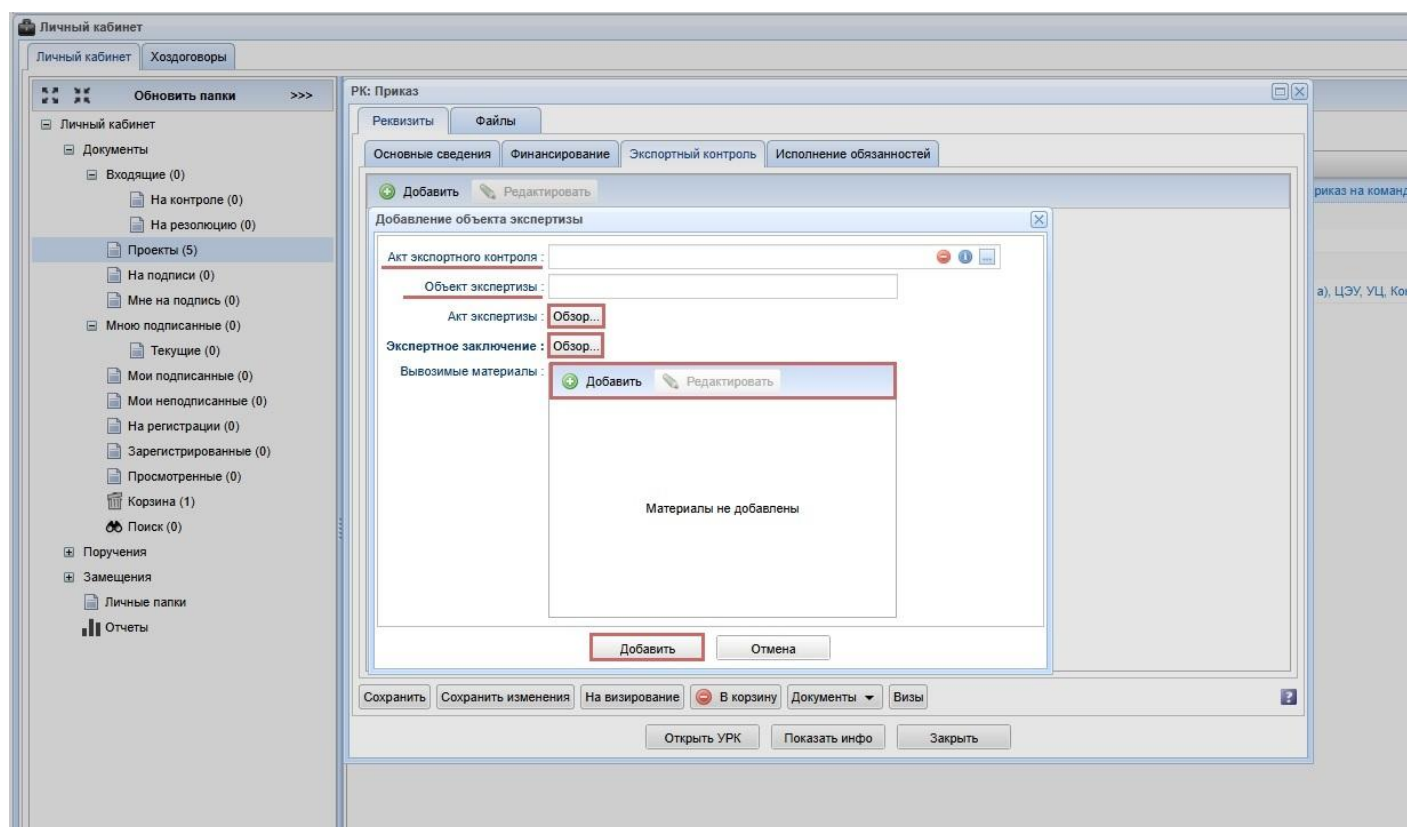 Личный кабинет
Личный кабинет Хоздоговоры
Обновить папки >>>
Личный кабинет
Документы
Входящие (0)
На контроле (0)
На резолюцию (0)
Проекты (5)
На подписи (0)
Мне на подпись (0)
Мною подписанные (0)
Текущие (0)
Мои подписанные (0)
Мои неподписанные (0)
На регистрации (0)
Зарегистрированные (0)
Просмотренные (0)
Корзина (1)
Поиск (0)
Поручения
Замещения
Личные папки
Отчеты
РК: Приказ
Реквизиты Файлы
Основные сведения Финансирование Экспортный контроль Исполнение обязанностей
Добавить Редактировать
Добавление объекта экспертизы
Акт экспортного контроля : ...
Объект экспертизы :
Акт экспертизы : Обзор...
Экспертное заключение : Обзор...
Вывозимые материалы : Добавить Редактировать
Материалы не добавлены
Добавить Отмена
Сохранить Сохранить изменения На визирование В корзину Документы Визы ?
Открыть УРК Показать инфо Закрыть
риказ на команд
а), ЦЭУ, УЦ, Кон